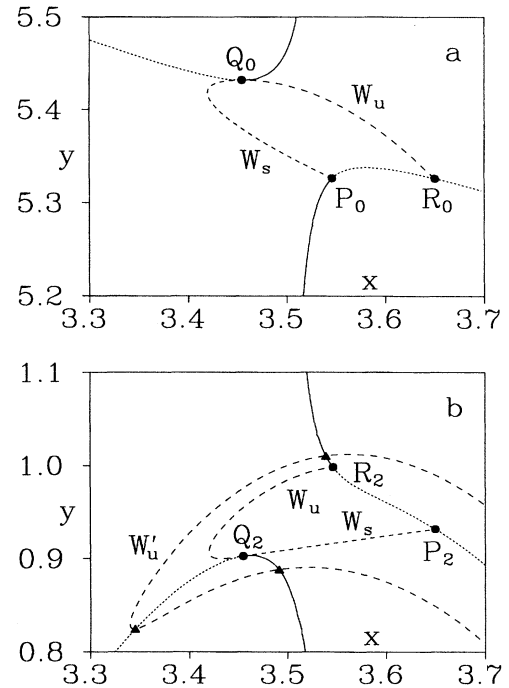 5.5
a
Q₀
Wᵤ
5.4
y
Wₛ
5.3
P₀
R₀
5.2
x
3.3 3.4 3.5 3.6 3.7
1.1
b
1.0
R₂
Wᵤ
y
Wₛ
W′ᵤ
Q₂
P₂
0.9
0.8
x
3.3 3.4 3.5 3.6 3.7